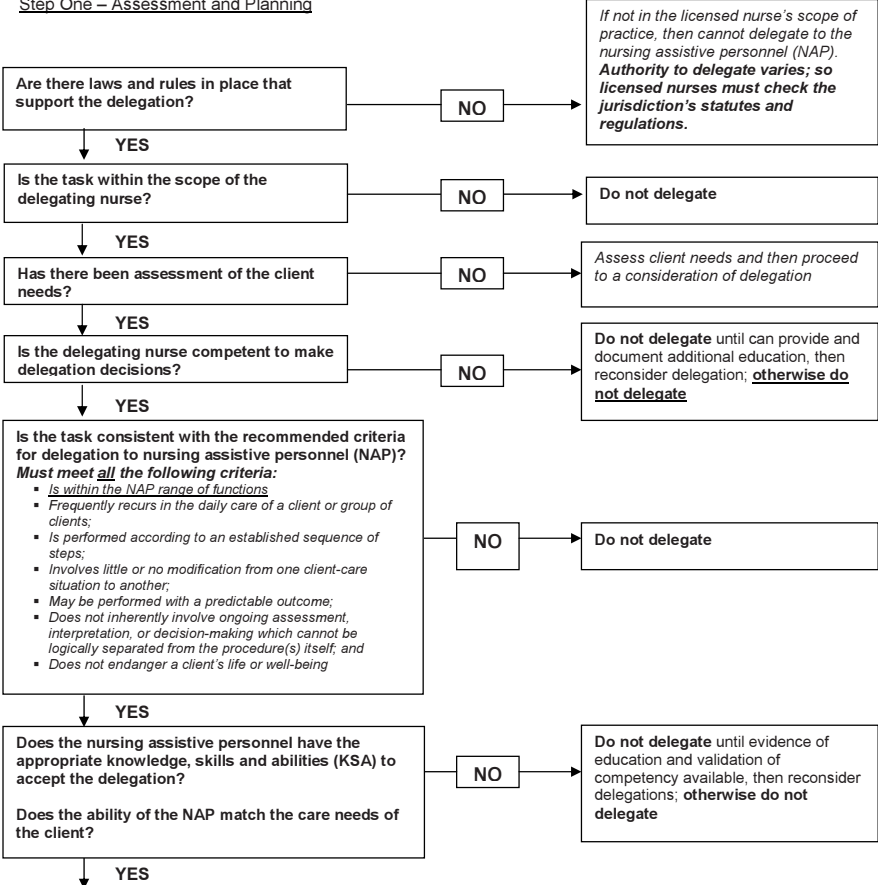 Step One – Assessment and Planning
If not in the licensed nurse's scope of
practice, then cannot delegate to the
nursing assistive personnel (NAP).
Authority to delegate varies; so
licensed nurses must check the
jurisdiction's statutes and
regulations.
Are there laws and rules in place that
support the delegation?
NO
YES
Is the task within the scope of the
delegating nurse?
NO
Do not delegate
YES
Has there been assessment of the client
needs?
NO
Assess client needs and then proceed
to a consideration of delegation
YES
Is the delegating nurse competent to make
delegation decisions?
NO
Do not delegate until can provide and
document additional education, then
reconsider delegation; otherwise do
not delegate
YES
Is the task consistent with the recommended criteria
for delegation to nursing assistive personnel (NAP)?
Must meet all the following criteria:
▪ Is within the NAP range of functions
▪ Frequently recurs in the daily care of a client or group of
clients;
▪ Is performed according to an established sequence of
steps;
▪ Involves little or no modification from one client-care
situation to another;
▪ May be performed with a predictable outcome;
▪ Does not inherently involve ongoing assessment,
interpretation, or decision-making which cannot be
logically separated from the procedure(s) itself; and
▪ Does not endanger a client's life or well-being
NO
Do not delegate
YES
Does the nursing assistive personnel have the
appropriate knowledge, skills and abilities (KSA) to
accept the delegation?
Does the ability of the NAP match the care needs of
the client?
NO
Do not delegate until evidence of
education and validation of
competency available, then reconsider
delegations; otherwise do not
delegate
YES